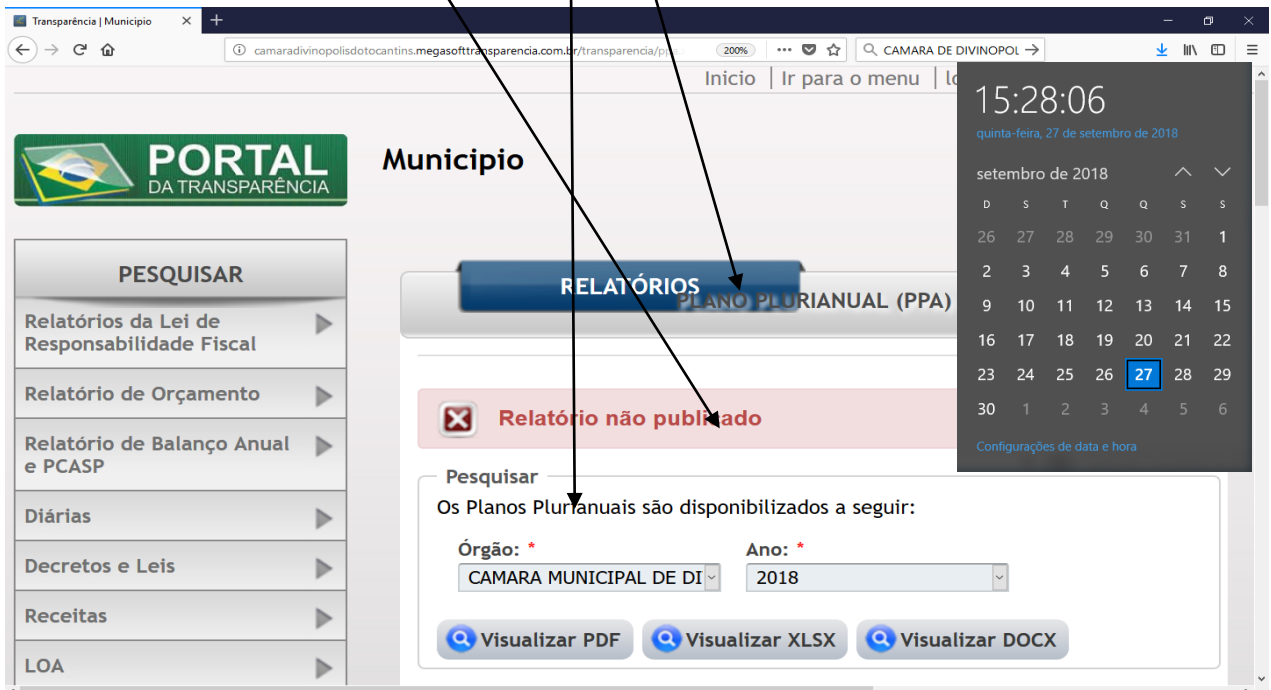 Transparência | Municipio
camaradivinopolisdotocantins.megasofttransparencia.com.br/transparencia/ppa
200%
CAMARA DE DIVINOPOL
Inicio | Ir para o menu |
15:28:06
quinta-feira, 27 de setembro de 2018
setembro de 2018
D S T Q Q S S
26 27 28 29 30 31 1
2 3 4 5 6 7 8
9 10 11 12 13 14 15
16 17 18 19 20 21 22
23 24 25 26 27 28 29
30 1 2 3 4 5 6
Configurações de data e hora
PORTAL
DA TRANSPARÊNCIA
Municipio
PESQUISAR
Relatórios da Lei de
Responsabilidade Fiscal
Relatório de Orçamento
Relatório de Balanço Anual
e PCASP
Diárias
Decretos e Leis
Receitas
LOA
RELATÓRIOS
PLANO PLURIANUAL (PPA)
Relatório não publicado
Pesquisar
Os Planos Plurianuais são disponibilizados a seguir:
Órgão: * Ano: *
CAMARA MUNICIPAL DE DI 2018
Visualizar PDF Visualizar XLSX Visualizar DOCX